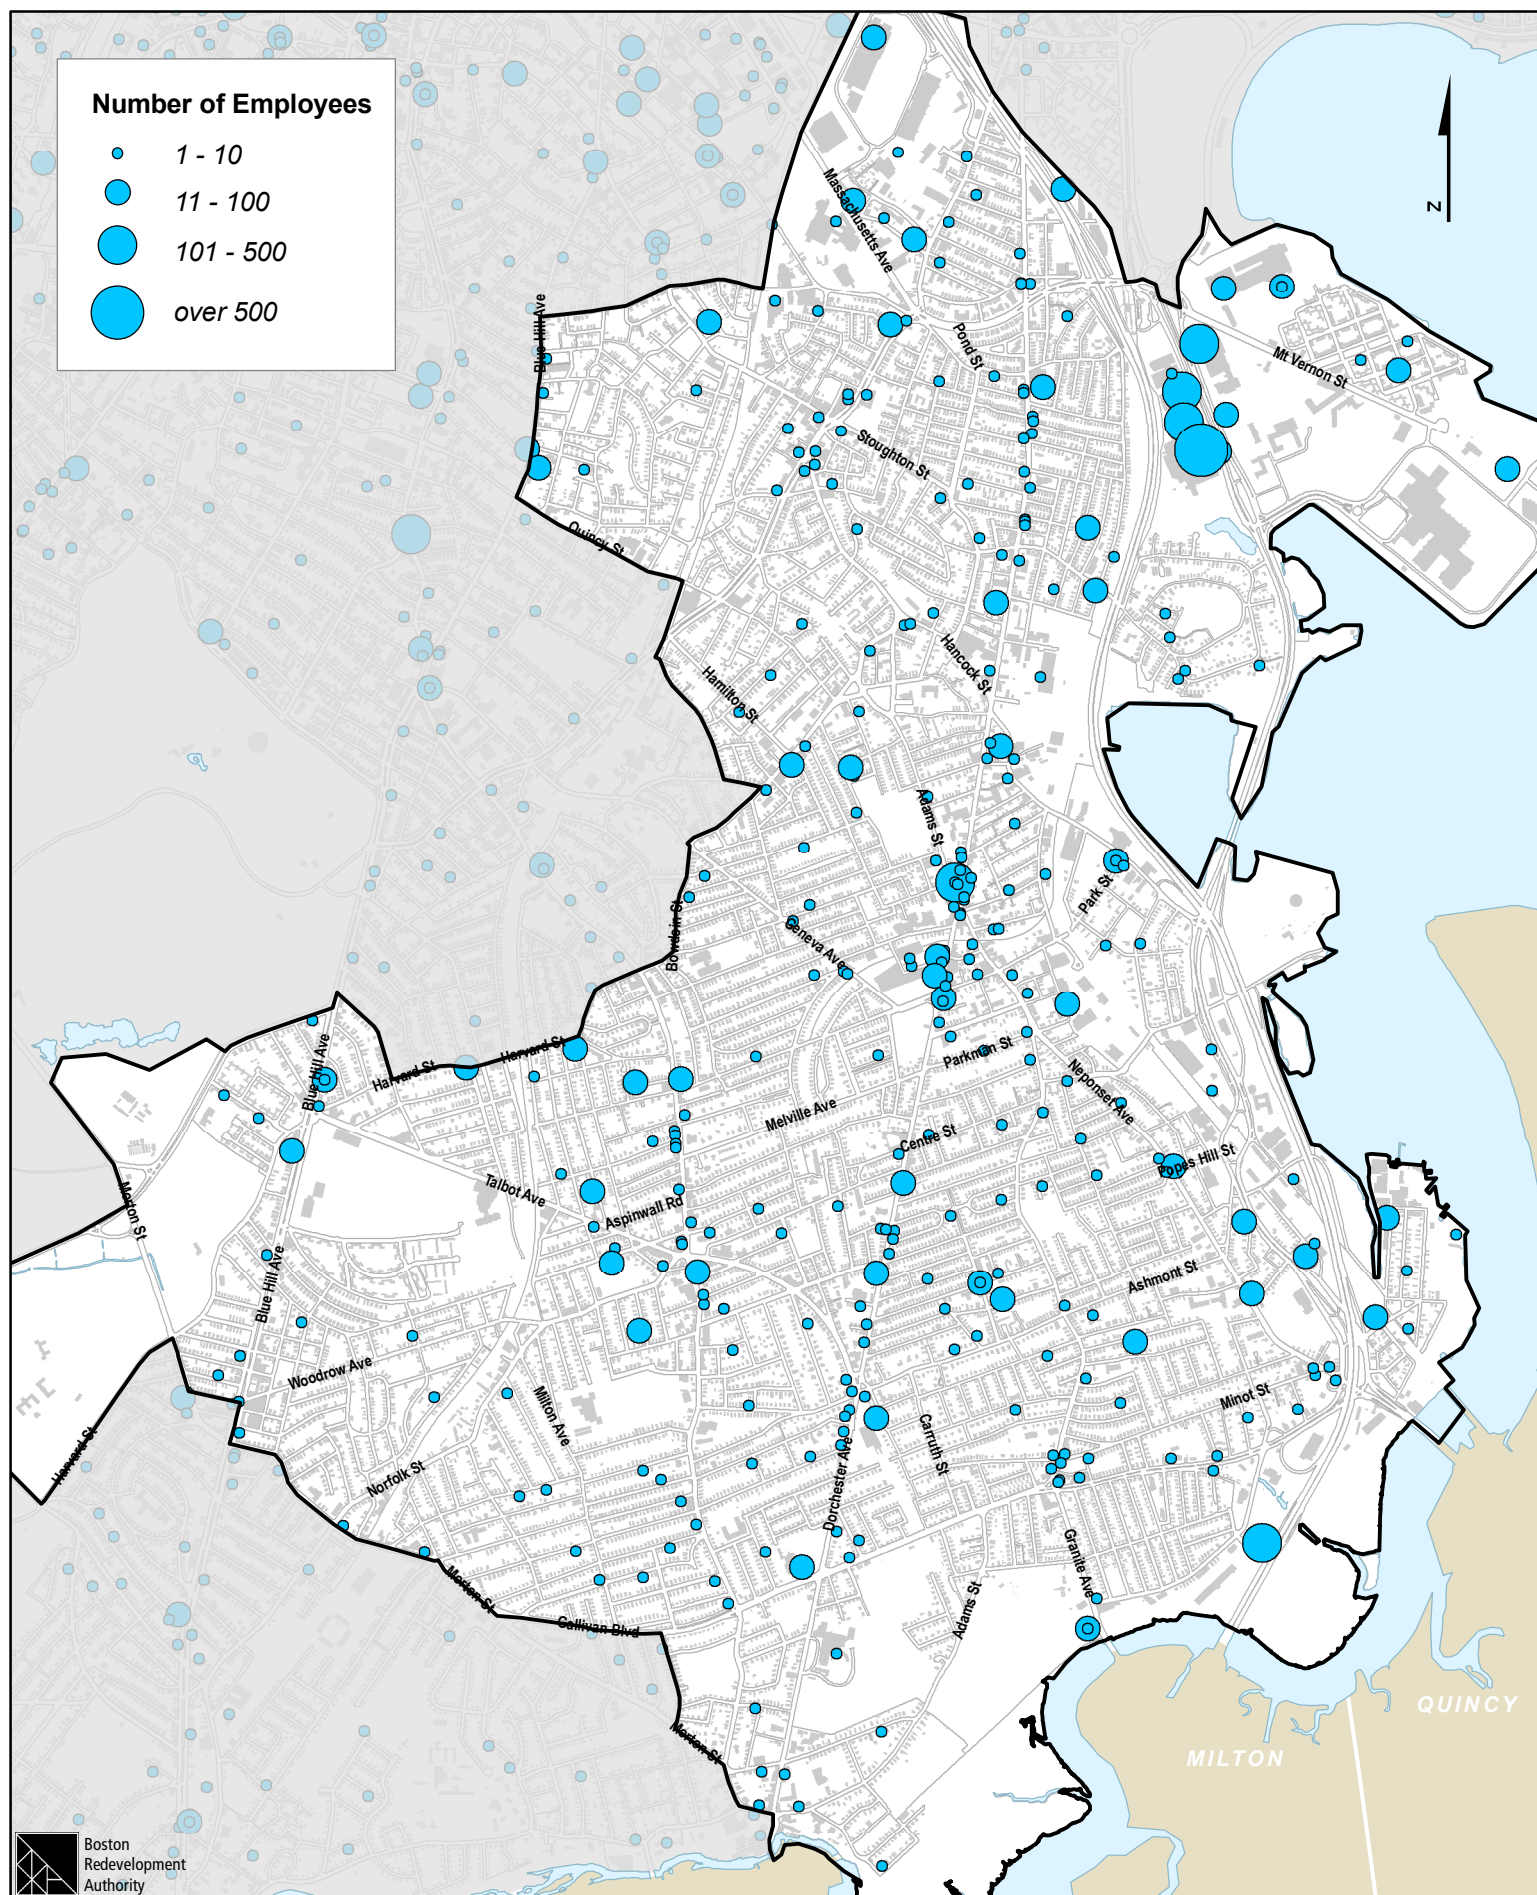 Number of Employees
1 - 10
11 - 100
101 - 500
over 500
N
Massachusetts Ave
Blue Hill Ave
Pond St
Mt Vernon St
Stoughton St
Quincy St
Hancock St
Hamilton St
Adams St
Park St
Bowdoin St
Geneva Ave
Harvard St
Harvard St
Blue Hill Ave
Parkman St
Neponset Ave
Melville Ave
Centre St
Popes Hill St
Talbot Ave
Morton St
Aspinwall Rd
Blue Hill Ave
Ashmont St
Woodrow Ave
Minot St
Milton Ave
Carruth St
Harvard St
Norfolk St
Dorchester Ave
Granite Ave
Morton St
Adams St
Gallivan Blvd
Morton St
QUINCY
MILTON
Boston
Redevelopment
Authority